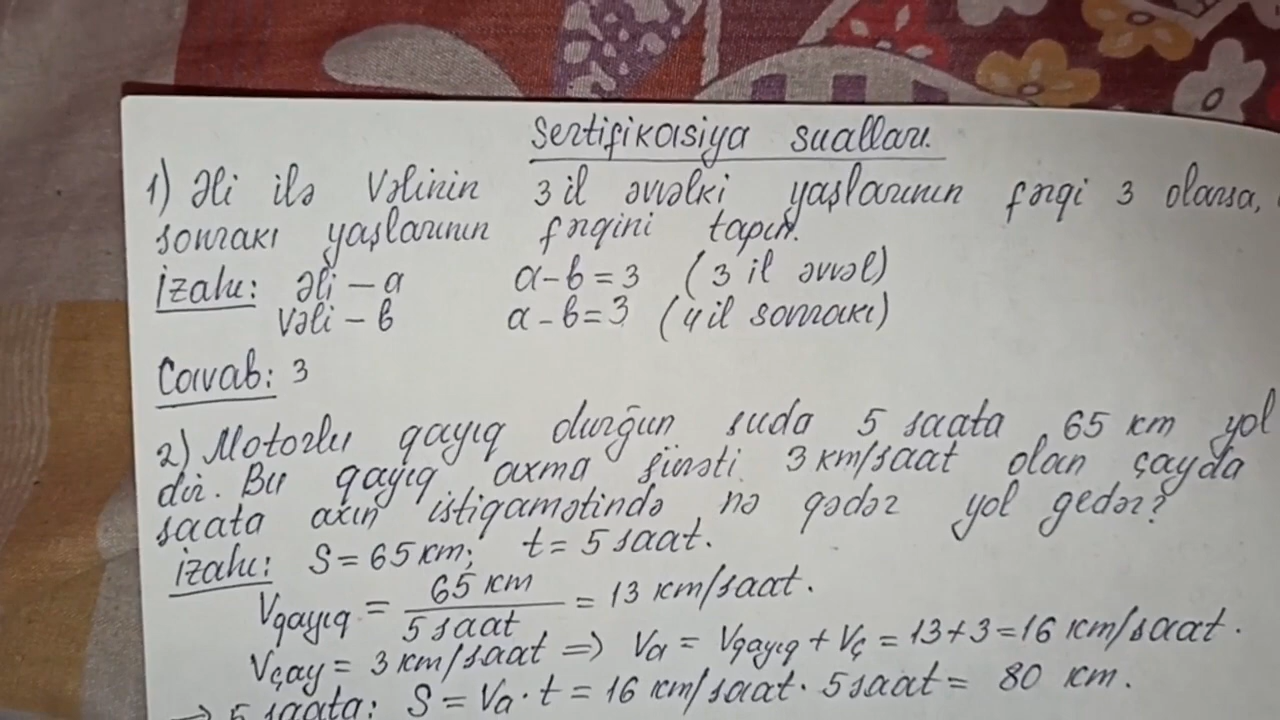 Sertifikasiya sualları.
1) Əli ilə Vəlinin 3 il əvvəlki yaşlarının fərqi 3 olarsa,
sonrakı yaşlarının fərqini tapın.
İzahı: Əli – a a-b=3 (3 il əvvəl)
Vəli – b a-b=3 (4 il sonrakı)
Cavab: 3
2) Motorlu qayıq durğun suda 5 saata 65 km yol
dir. Bu qayıq axma sürəti 3 km/saat olan çayda
saata axın istiqamətində nə qədər yol gedər?
İzahı: S=65 km; t=5 saat.
Vqayıq = 65 km / 5 saat = 13 km/saat.
Vçay = 3 km/saat => Va = Vqayıq + Vç = 13+3=16 km/saat.
=> 5 saata: S = Va · t = 16 km/saat · 5 saat = 80 km.